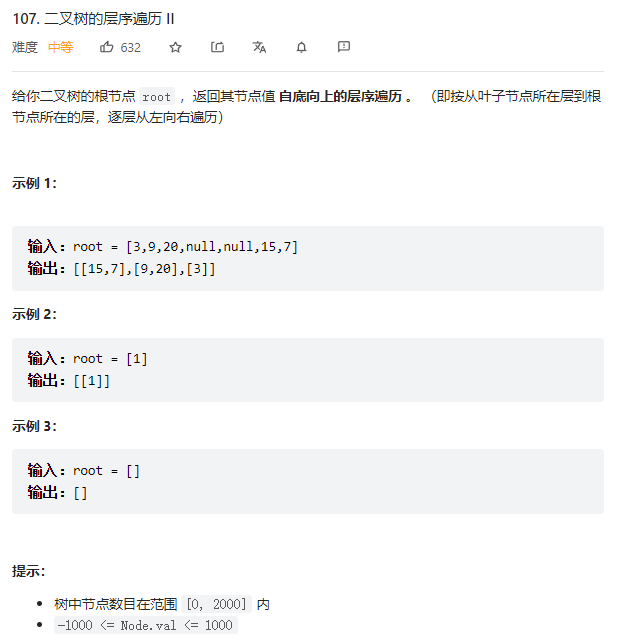 107. 二叉树的层序遍历 II
难度 中等 632
给你二叉树的根节点 root ，返回其节点值 自底向上的层序遍历 。 （即按从叶子节点所在层到根
节点所在的层，逐层从左向右遍历）
示例 1：
输入：root = [3,9,20,null,null,15,7]
输出：[[15,7],[9,20],[3]]
示例 2：
输入：root = [1]
输出：[[1]]
示例 3：
输入：root = []
输出：[]
提示：
• 树中节点数目在范围 [0, 2000] 内
• -1000 <= Node.val <= 1000